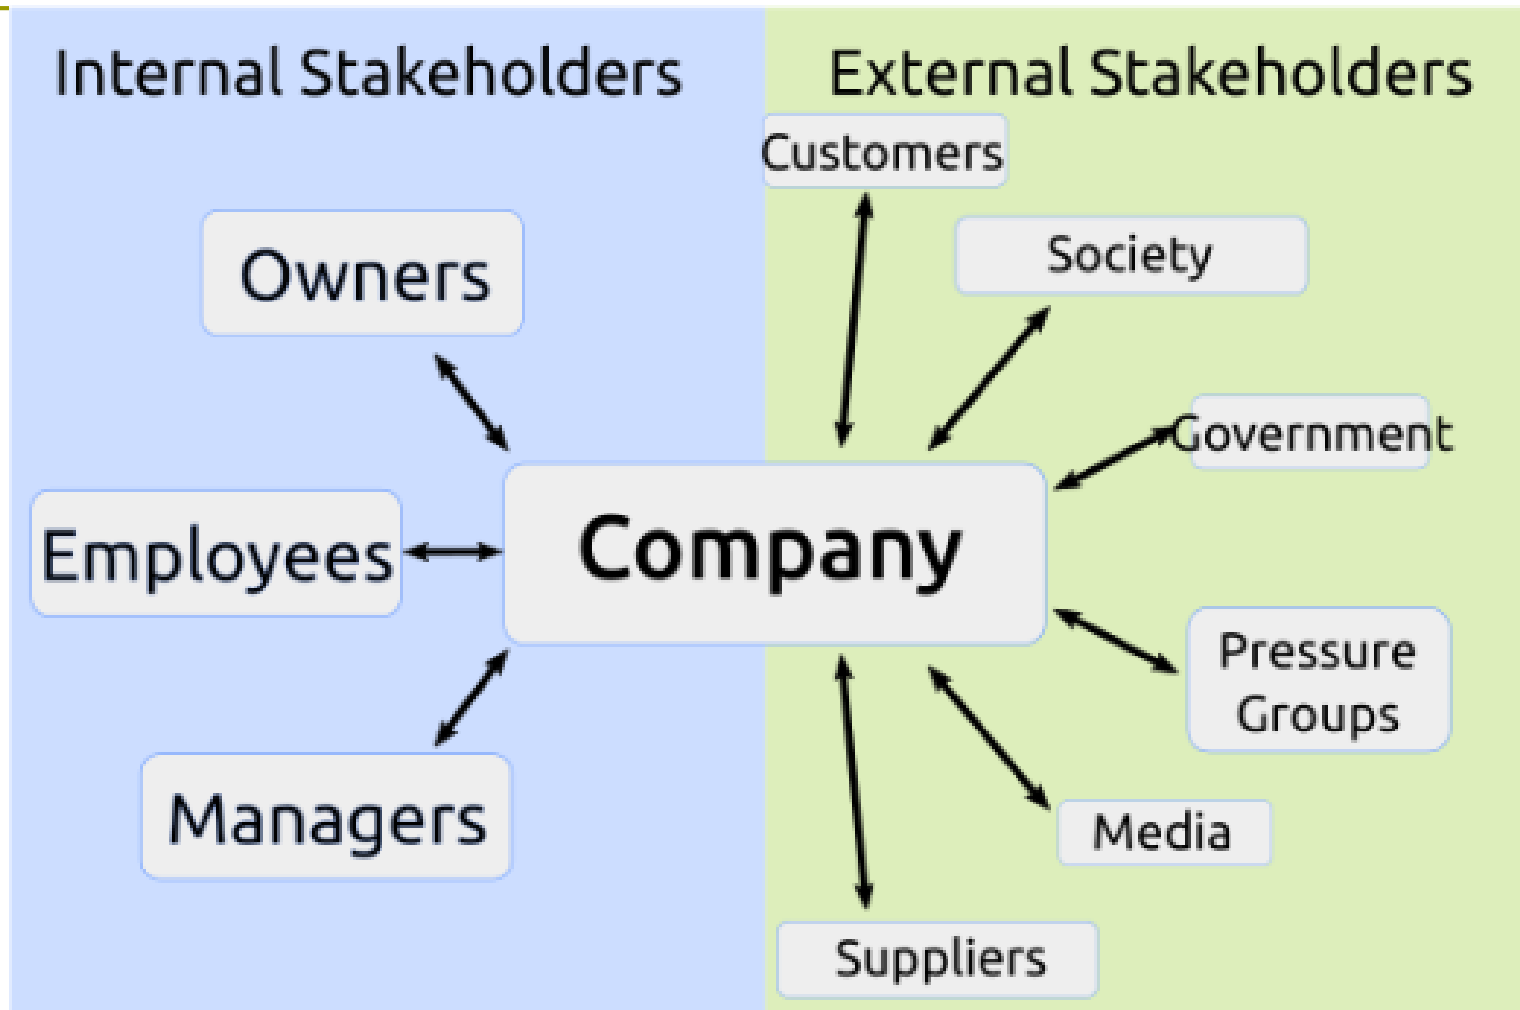 Internal Stakeholders
External Stakeholders
Customers
Owners
Society
Government
Employees
Company
Pressure
Groups
Managers
Media
Suppliers